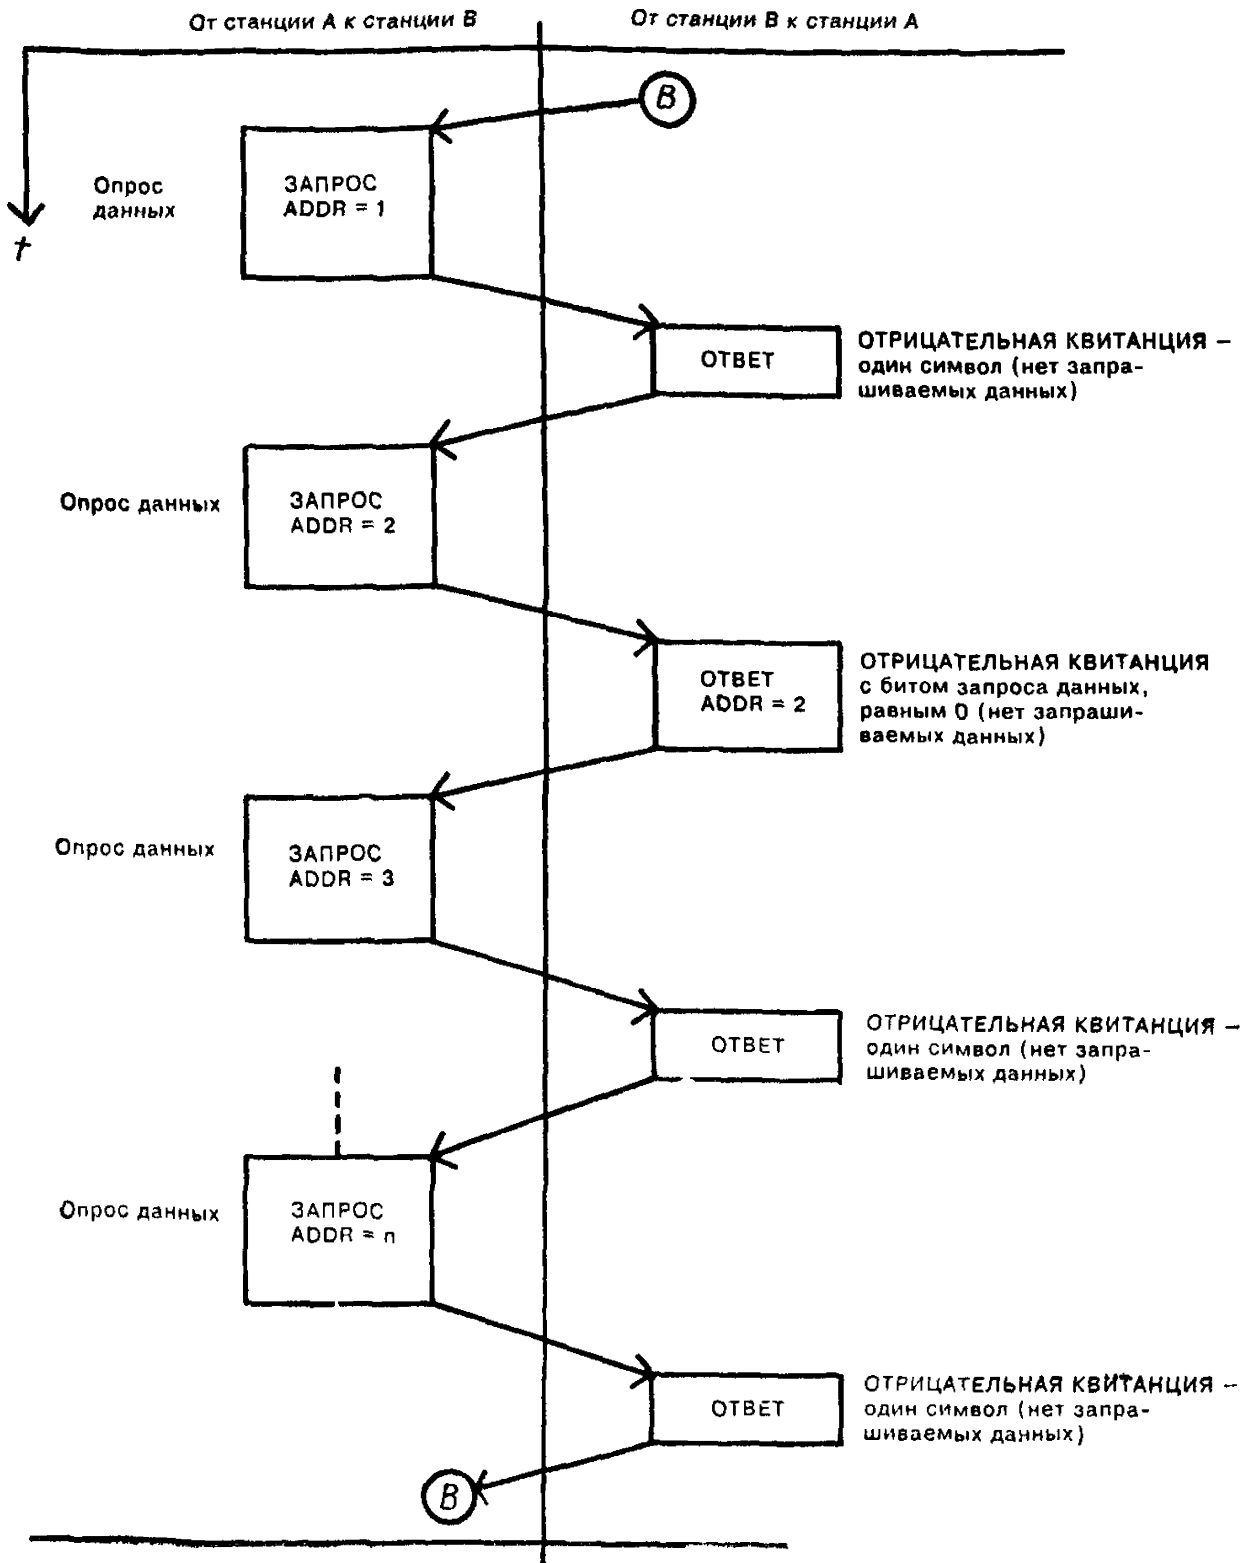 От станции А к станции В
От станции В к станции А
B
Опрос
данных
ЗАПРОС
ADDR = 1
t
ОТВЕТ
ОТРИЦАТЕЛЬНАЯ КВИТАНЦИЯ –
один символ (нет запра-
шиваемых данных)
Опрос данных
ЗАПРОС
ADDR = 2
ОТВЕТ
ADDR = 2
ОТРИЦАТЕЛЬНАЯ КВИТАНЦИЯ
с битом запроса данных,
равным 0 (нет запраши-
ваемых данных)
Опрос данных
ЗАПРОС
ADDR = 3
ОТВЕТ
ОТРИЦАТЕЛЬНАЯ КВИТАНЦИЯ –
один символ (нет запра-
шиваемых данных)
Опрос данных
ЗАПРОС
ADDR = n
ОТВЕТ
ОТРИЦАТЕЛЬНАЯ КВИТАНЦИЯ –
один символ (нет запра-
шиваемых данных)
B